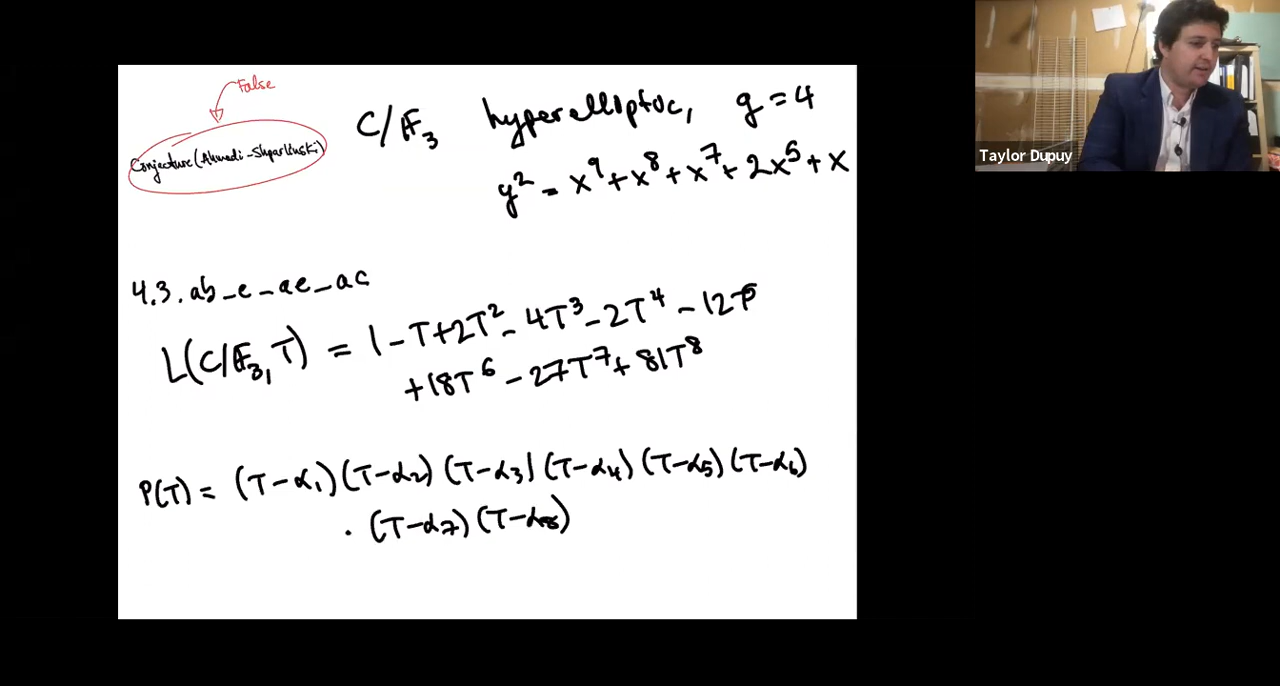 False
Conjecture (Ahmadi-Shparlinski)
C/𝔽₃ hyperelliptic, g = 4
y² = x⁹ + x⁸ + x⁷ + 2x⁵ + x
4.3.ab_c_ae_ac
L(C/𝔽₃, T) = 1 - T + 2T² - 4T³ - 2T⁴ - 12T⁵
+ 18T⁶ - 27T⁷ + 81T⁸
P(T) = (T-α₁)(T-α₂)(T-α₃)(T-α₄)(T-α₅)(T-α₆)
· (T-α₇)(T-α₈)
Taylor Dupuy